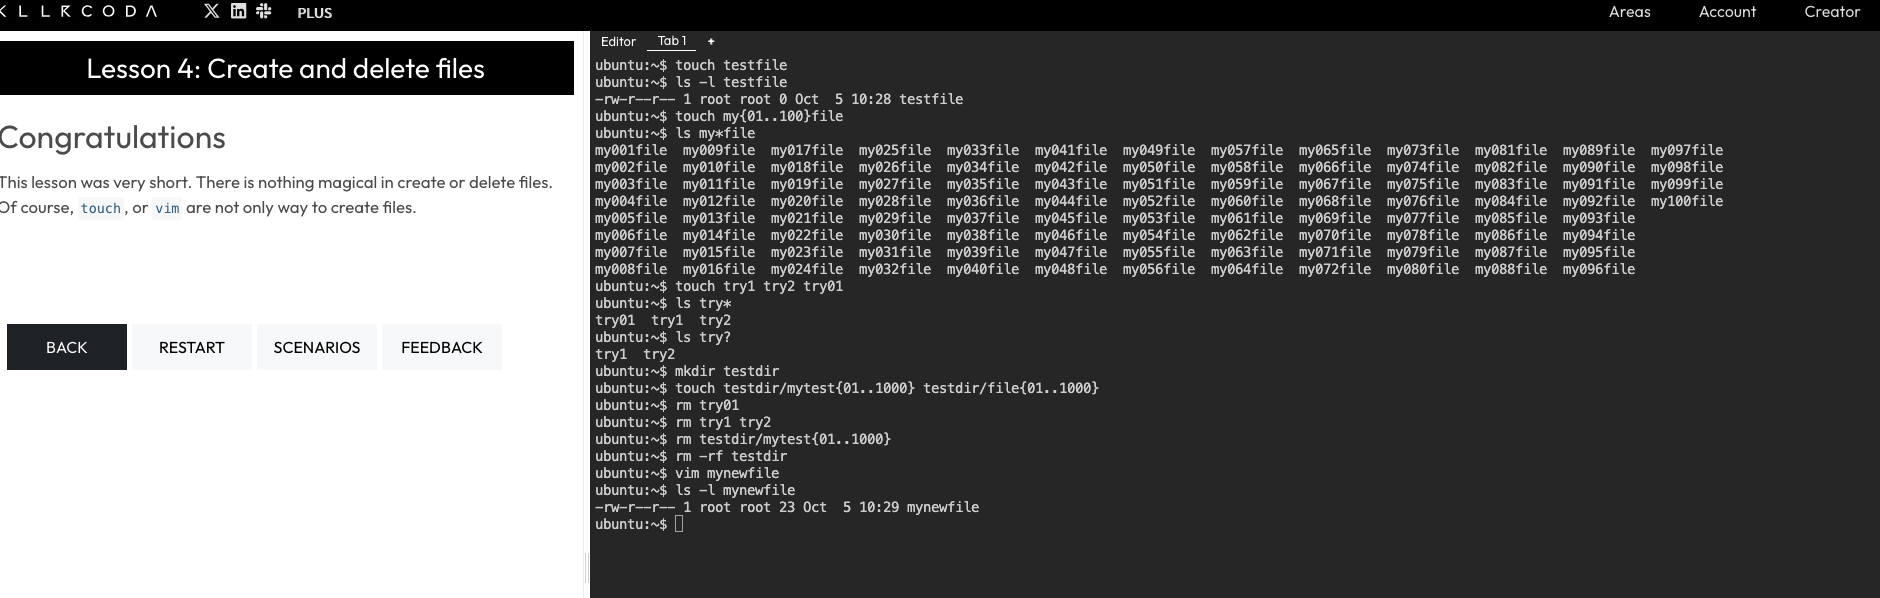 KLLRCODA PLUS Areas Account Creator
Lesson 4: Create and delete files
Congratulations
This lesson was very short. There is nothing magical in create or delete files.
Of course, touch, or vim are not only way to create files.
BACK RESTART SCENARIOS FEEDBACK
Editor Tab 1 +
ubuntu:~$ touch testfile
ubuntu:~$ ls -l testfile
-rw-r--r-- 1 root root 0 Oct  5 10:28 testfile
ubuntu:~$ touch my{01..100}file
ubuntu:~$ ls my*file
my001file  my009file  my017file  my025file  my033file  my041file  my049file  my057file  my065file  my073file  my081file  my089file  my097file
my002file  my010file  my018file  my026file  my034file  my042file  my050file  my058file  my066file  my074file  my082file  my090file  my098file
my003file  my011file  my019file  my027file  my035file  my043file  my051file  my059file  my067file  my075file  my083file  my091file  my099file
my004file  my012file  my020file  my028file  my036file  my044file  my052file  my060file  my068file  my076file  my084file  my092file  my100file
my005file  my013file  my021file  my029file  my037file  my045file  my053file  my061file  my069file  my077file  my085file  my093file
my006file  my014file  my022file  my030file  my038file  my046file  my054file  my062file  my070file  my078file  my086file  my094file
my007file  my015file  my023file  my031file  my039file  my047file  my055file  my063file  my071file  my079file  my087file  my095file
my008file  my016file  my024file  my032file  my040file  my048file  my056file  my064file  my072file  my080file  my088file  my096file
ubuntu:~$ touch try1 try2 try01
ubuntu:~$ ls try*
try01  try1  try2
ubuntu:~$ ls try?
try1  try2
ubuntu:~$ mkdir testdir
ubuntu:~$ touch testdir/mytest{01..1000} testdir/file{01..1000}
ubuntu:~$ rm try01
ubuntu:~$ rm try1 try2
ubuntu:~$ rm testdir/mytest{01..1000}
ubuntu:~$ rm -rf testdir
ubuntu:~$ vim mynewfile
ubuntu:~$ ls -l mynewfile
-rw-r--r-- 1 root root 23 Oct  5 10:29 mynewfile
ubuntu:~$